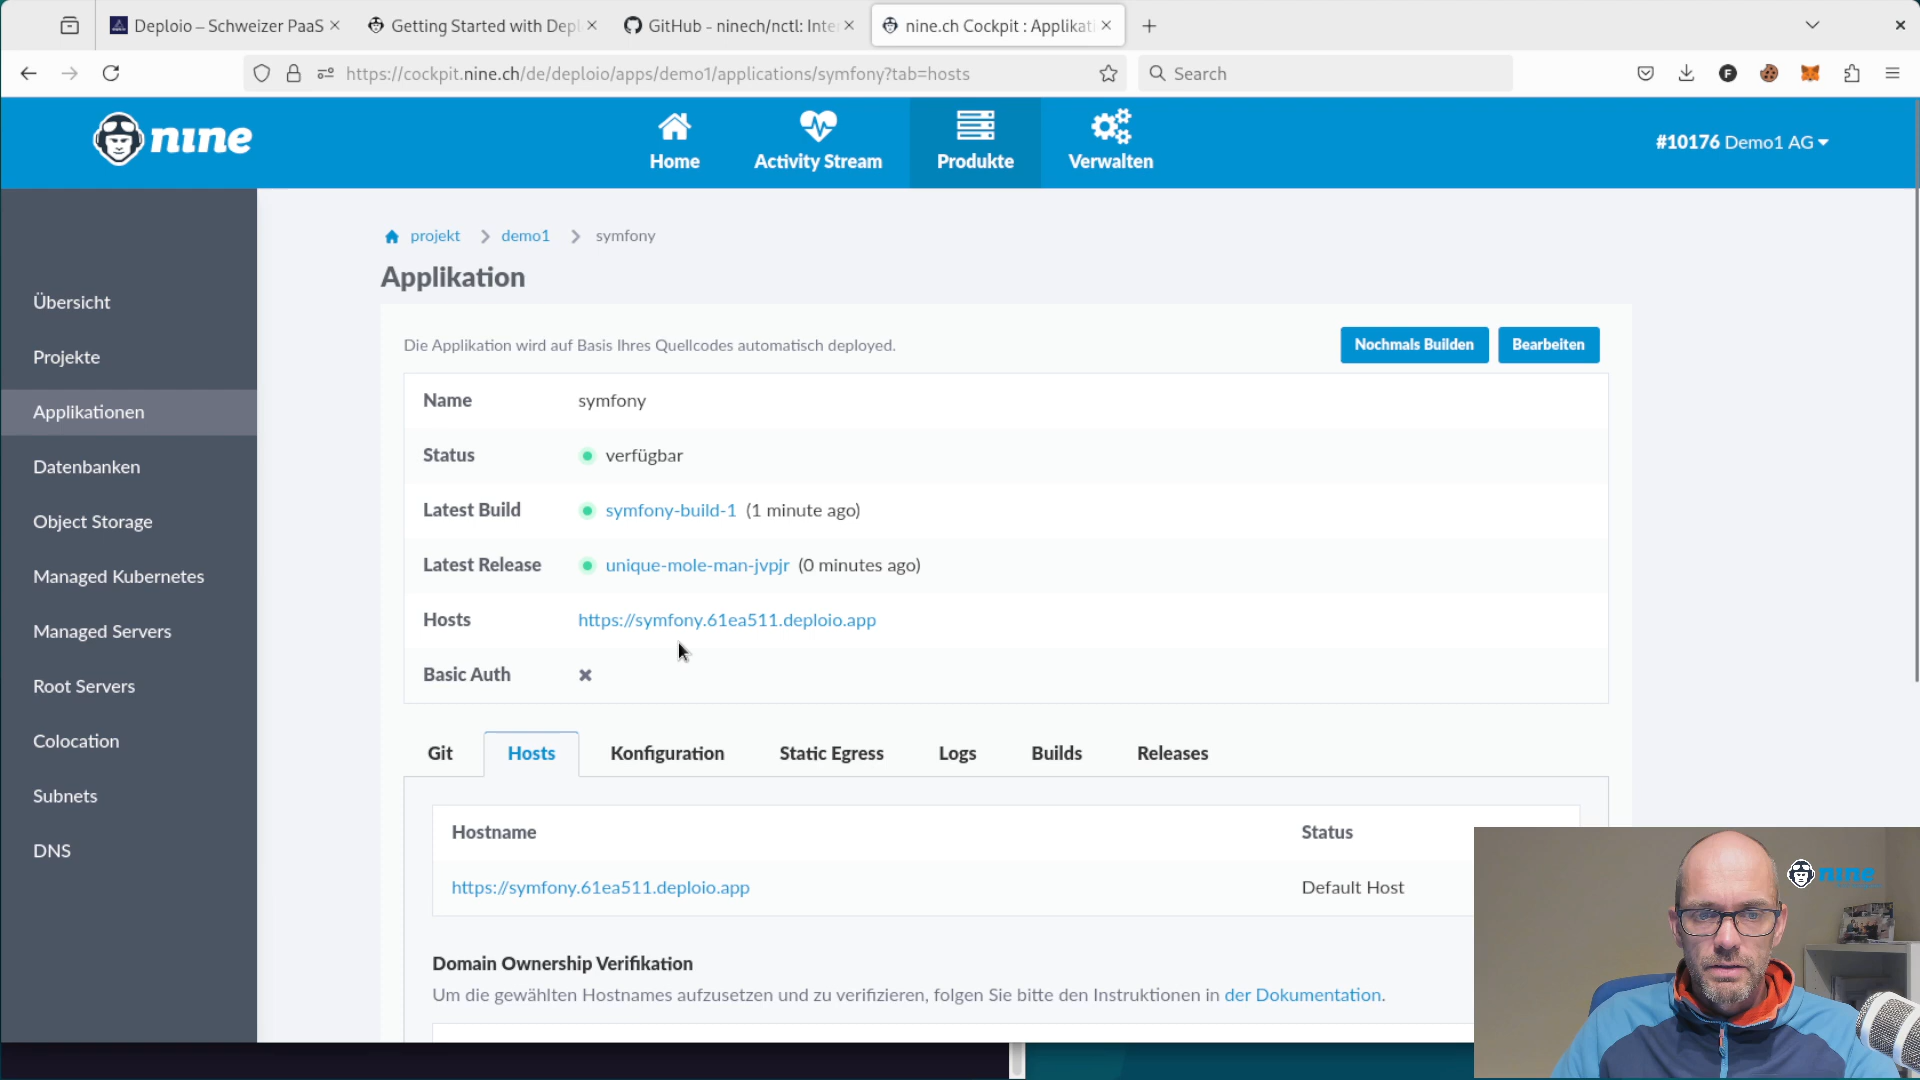 Deploio – Schweizer PaaS
Getting Started with Depl
GitHub - ninech/nctl: Inte
nine.ch Cockpit : Applikati
https://cockpit.nine.ch/de/deploio/apps/demo1/applications/symfony?tab=hosts
Search
nine
Home
Activity Stream
Produkte
Verwalten
#10176 Demo1 AG
Übersicht
Projekte
Applikationen
Datenbanken
Object Storage
Managed Kubernetes
Managed Servers
Root Servers
Colocation
Subnets
DNS
projekt > demo1 > symfony
Applikation
Die Applikation wird auf Basis Ihres Quellcodes automatisch deployed.
Nochmals Builden
Bearbeiten
Name symfony
Status verfügbar
Latest Build symfony-build-1 (1 minute ago)
Latest Release unique-mole-man-jvpjr (0 minutes ago)
Hosts https://symfony.61ea511.deploio.app
Basic Auth
Git Hosts Konfiguration Static Egress Logs Builds Releases
Hostname Status
https://symfony.61ea511.deploio.app Default Host
Domain Ownership Verifikation
Um die gewählten Hostnames aufzusetzen und zu verifizieren, folgen Sie bitte den Instruktionen in der Dokumentation.
nine